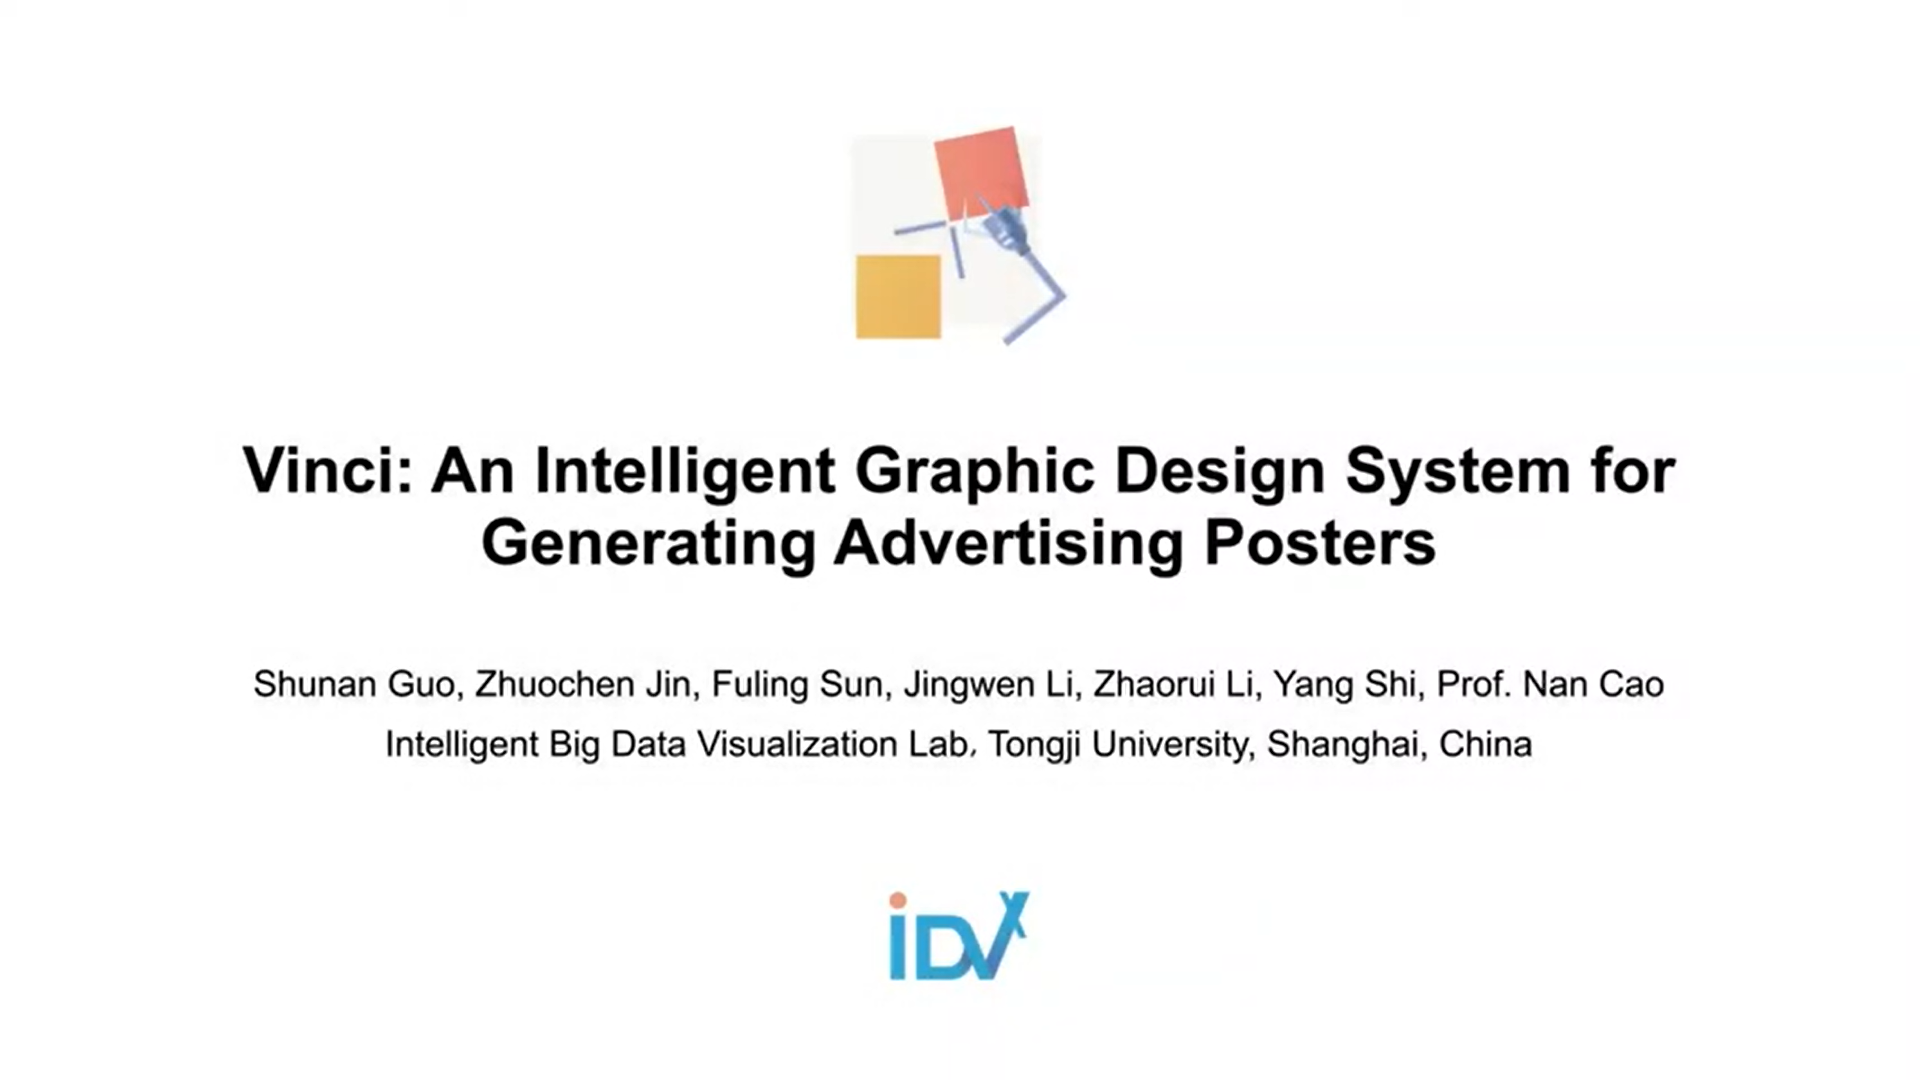 Vinci: An Intelligent Graphic Design System for
Generating Advertising Posters
Shunan Guo, Zhuochen Jin, Fuling Sun, Jingwen Li, Zhaorui Li, Yang Shi, Prof. Nan Cao
Intelligent Big Data Visualization Lab, Tongji University, Shanghai, China
iDVx